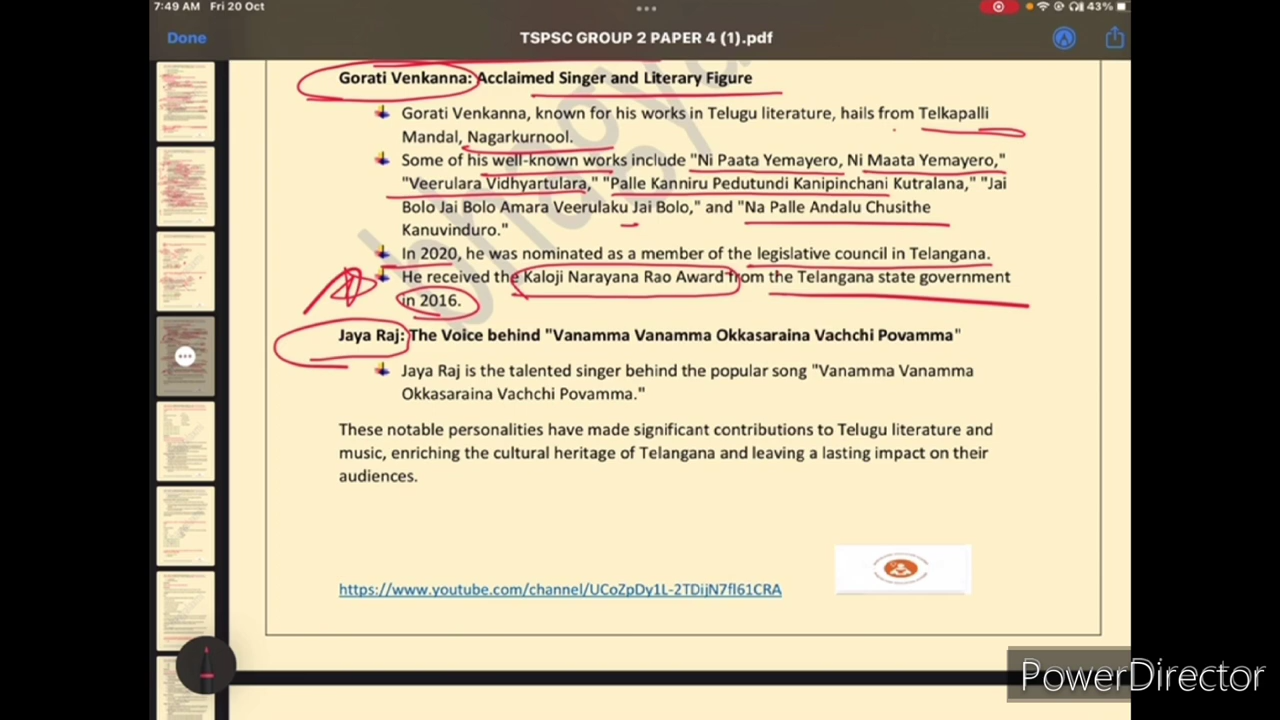 7:49 AM Fri 20 Oct
43%
Done
TSPSC GROUP 2 PAPER 4 (1).pdf
Gorati Venkanna: Acclaimed Singer and Literary Figure
Gorati Venkanna, known for his works in Telugu literature, hails from Telkapalli
Mandal, Nagarkurnool.
Some of his well-known works include "Ni Paata Yemayero, Ni Maata Yemayero,"
"Veerulara Vidhyartulara," "Palle Kanniru Pedutundi Kanipinchani Kutralana," "Jai
Bolo Jai Bolo Amara Veerulaku Jai Bolo," and "Na Palle Andalu Chusithe
Kanuvinduro."
In 2020, he was nominated as a member of the legislative council in Telangana.
He received the Kaloji Narayana Rao Award from the Telangana state government
in 2016.
Jaya Raj: The Voice behind "Vanamma Vanamma Okkasaraina Vachchi Povamma"
Jaya Raj is the talented singer behind the popular song "Vanamma Vanamma
Okkasaraina Vachchi Povamma."
These notable personalities have made significant contributions to Telugu literature and
music, enriching the cultural heritage of Telangana and leaving a lasting impact on their
audiences.
https://www.youtube.com/channel/UCoZpDy1L-2TDijN7fl61CRA
PowerDirector